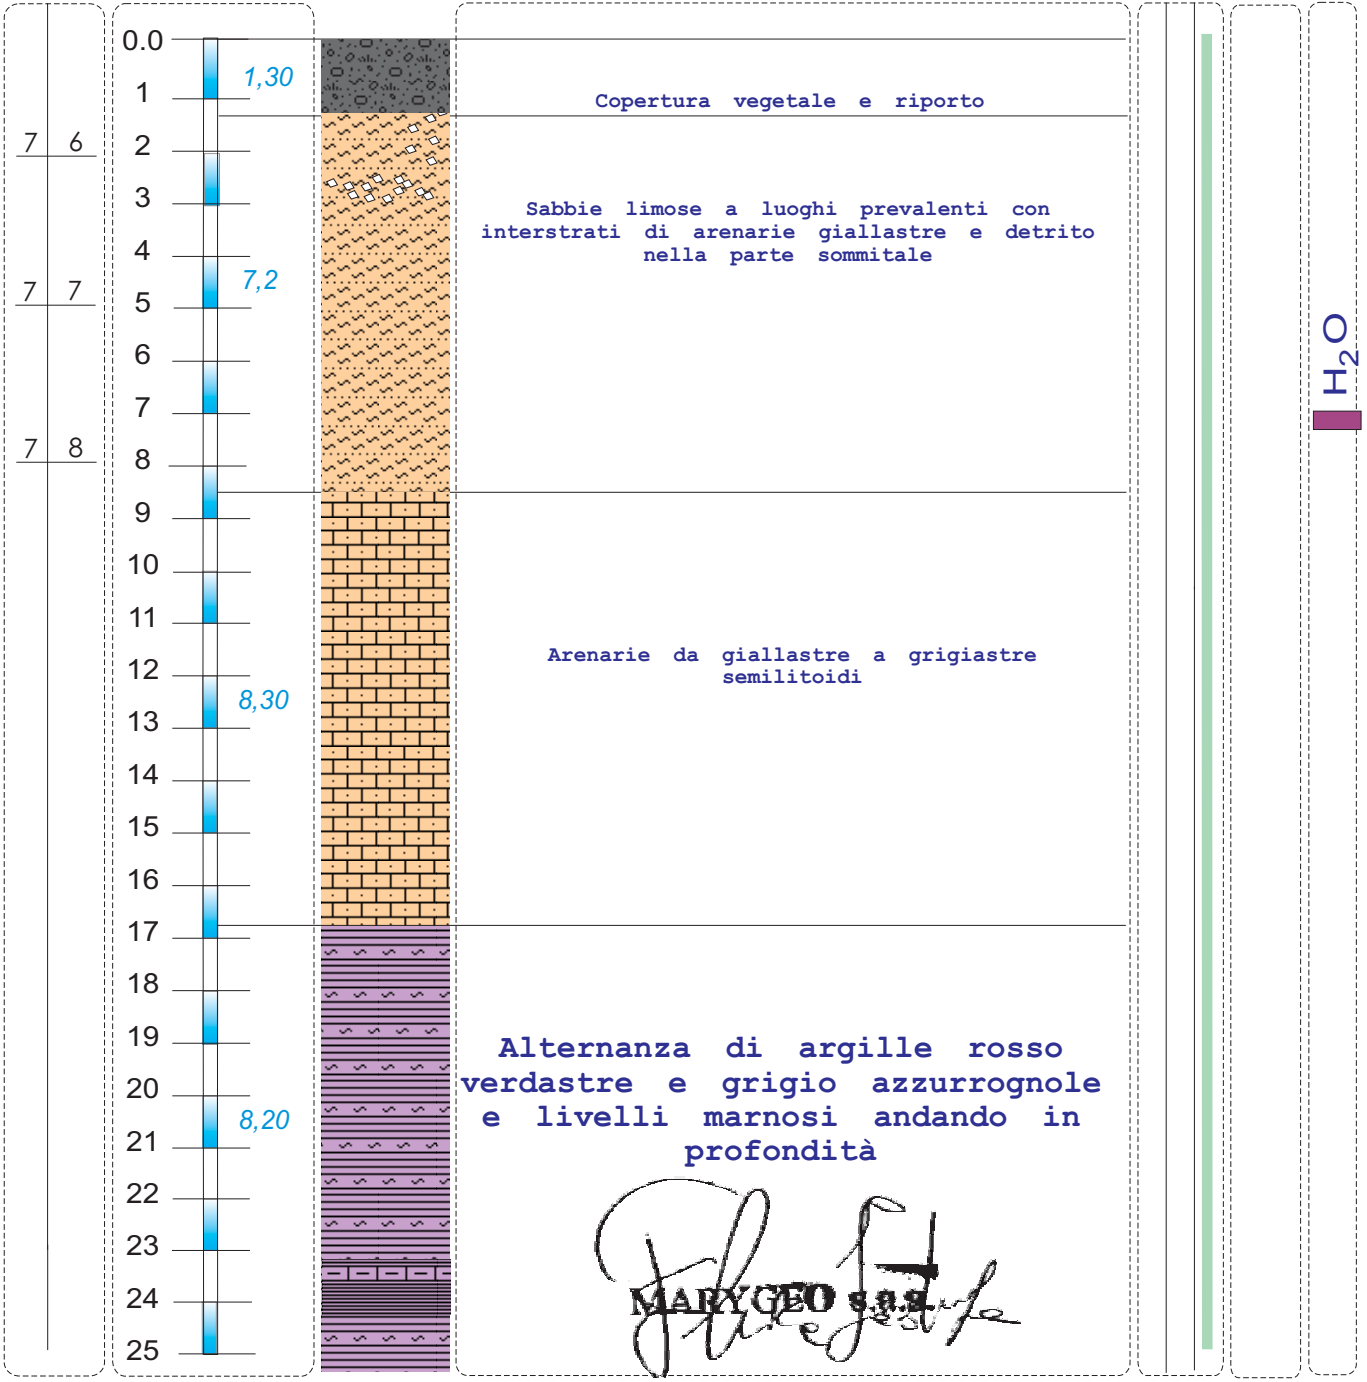 0.0
1,30
1
Copertura vegetale e riporto
7 6
2
3
Sabbie limose a luoghi prevalenti con
interstrati di arenarie giallastre e detrito
nella parte sommitale
4
7,2
7 7
5
H2O
6
7
7 8
8
9
10
11
Arenarie da giallastre a grigiastre
semilitoidi
12
8,30
13
14
15
16
17
18
19
Alternanza di argille rosso
verdastre e grigio azzurrognole
e livelli marnosi andando in
profondità
20
8,20
21
22
23
24
MARYGEO s.a.s.
25